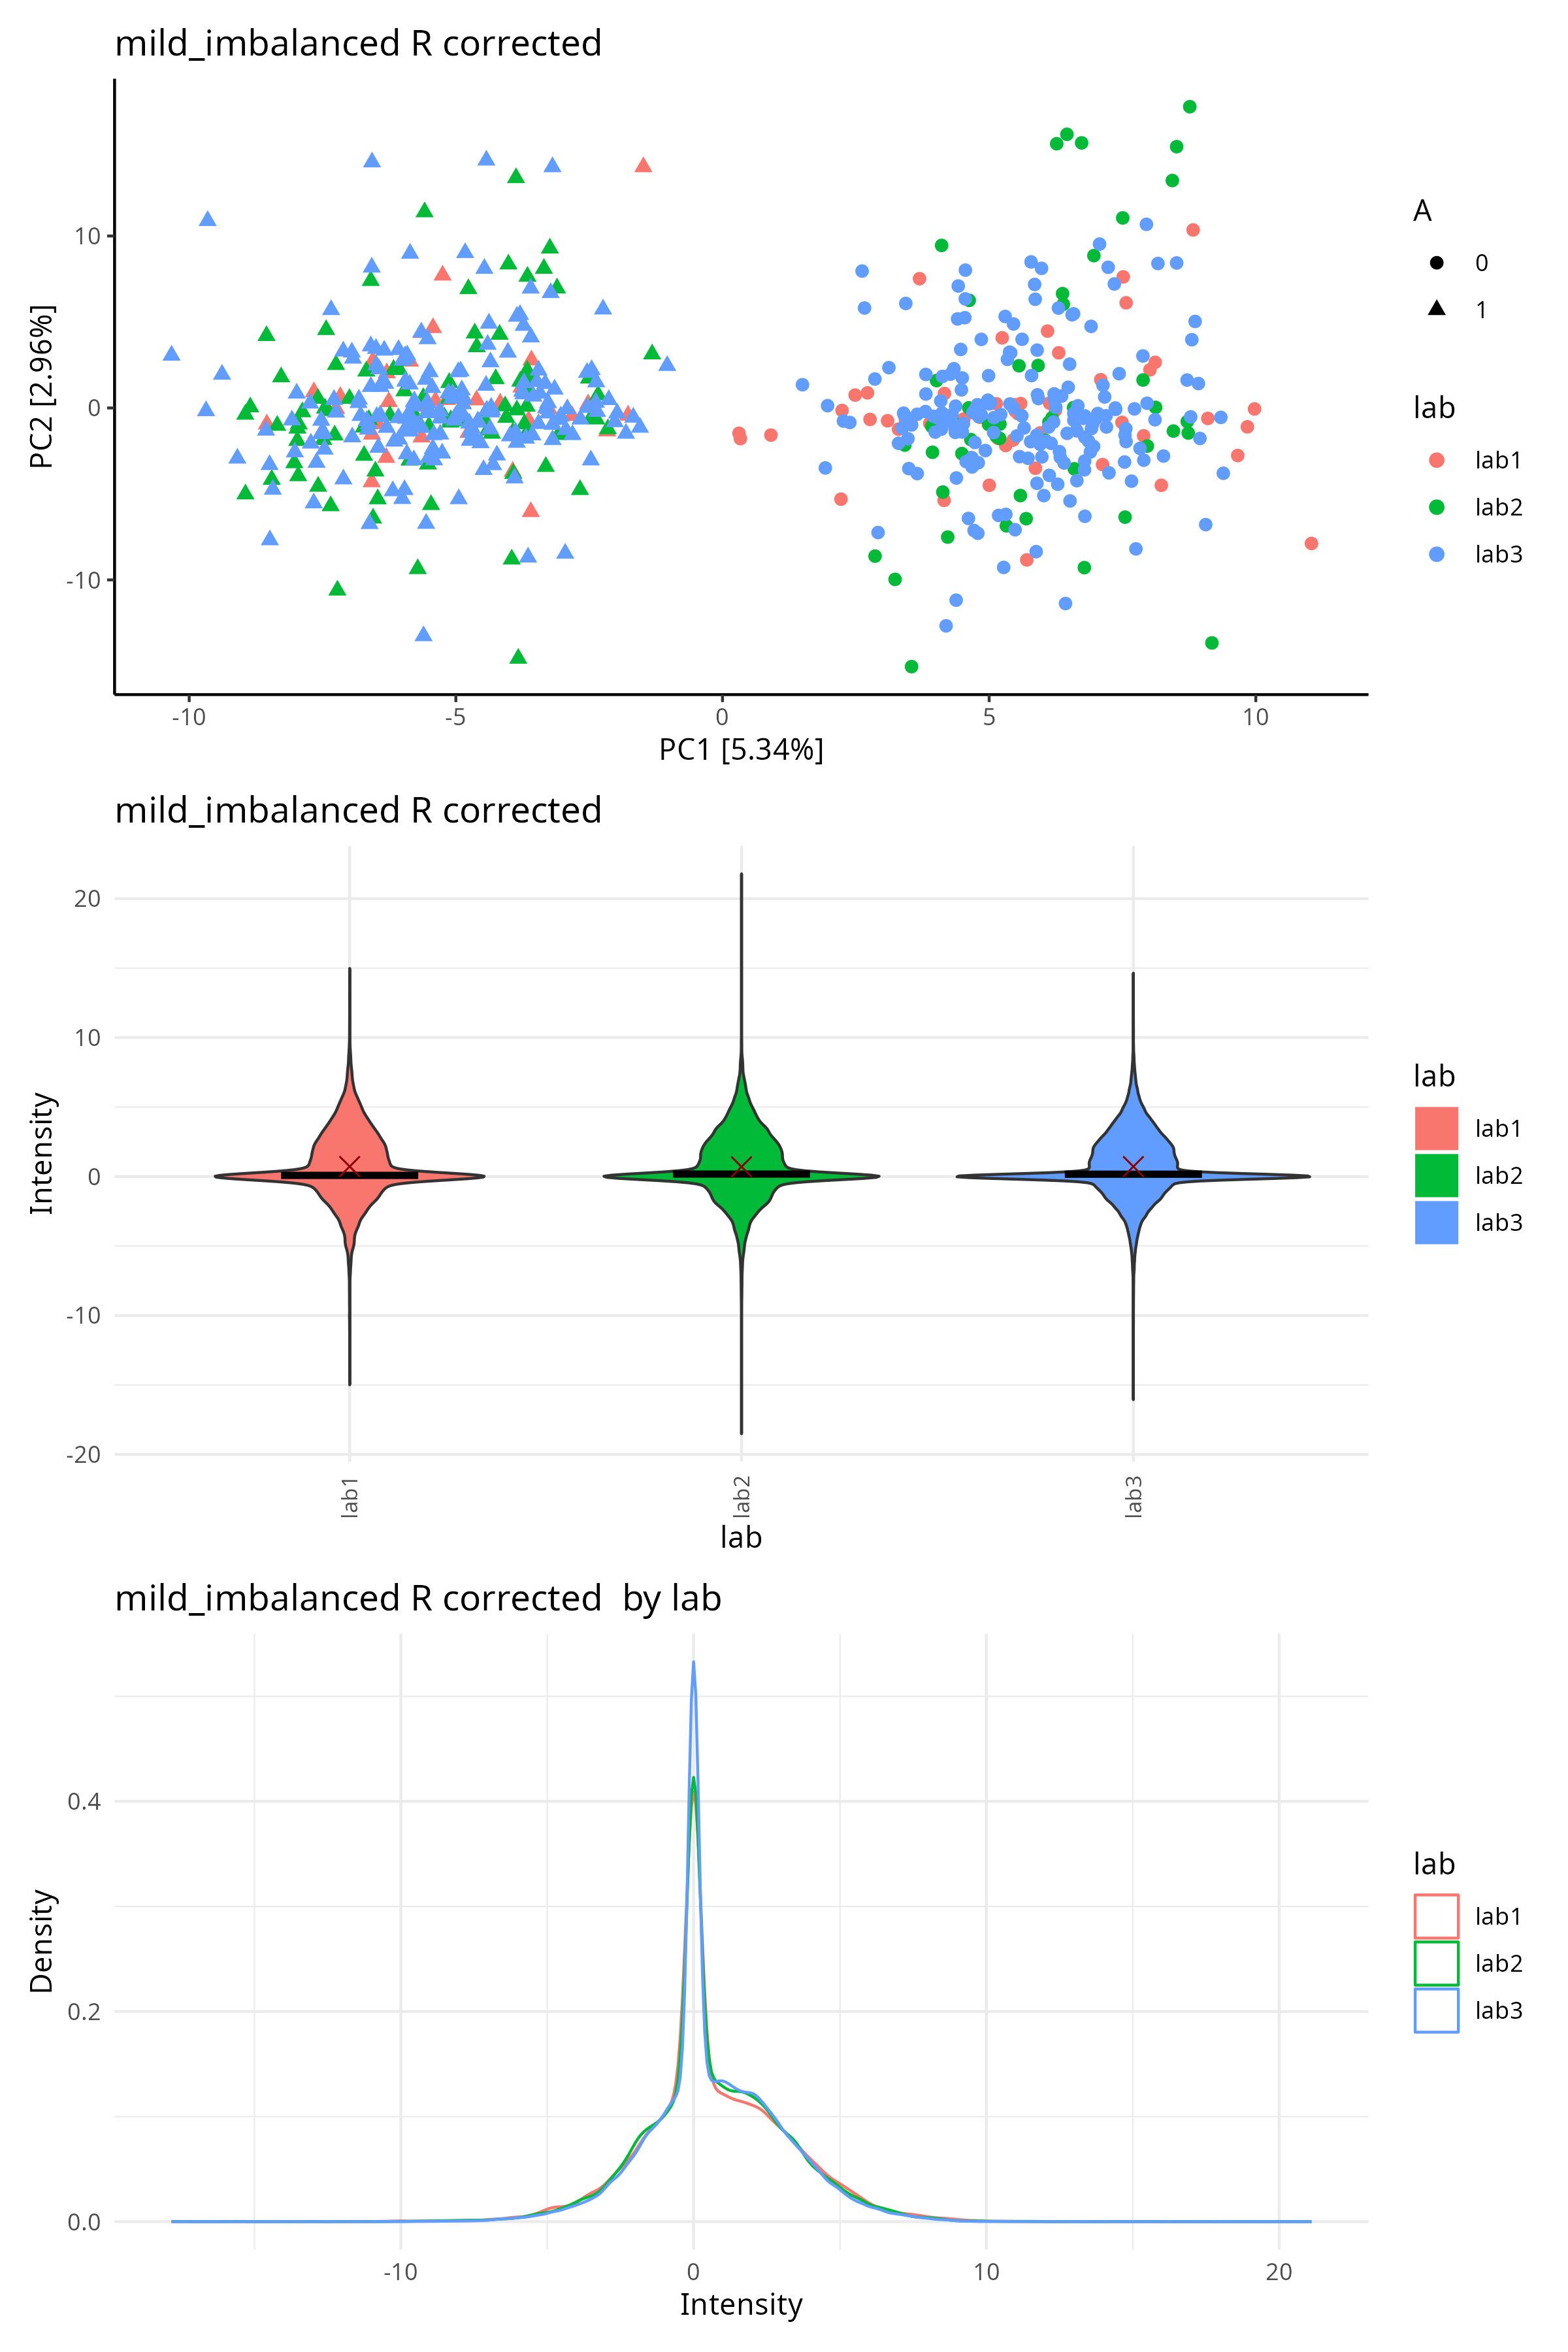 mild_imbalanced R corrected
10
0
-10
PC2 [2.96%]
-10
-5
0
5
10
PC1 [5.34%]
A
0
1
lab
lab1
lab2
lab3
mild_imbalanced R corrected
20
10
0
-10
-20
Intensity
lab1
lab2
lab3
lab
lab
lab1
lab2
lab3
mild_imbalanced R corrected  by lab
0.4
0.2
0.0
Density
-10
0
10
20
Intensity
lab
lab1
lab2
lab3